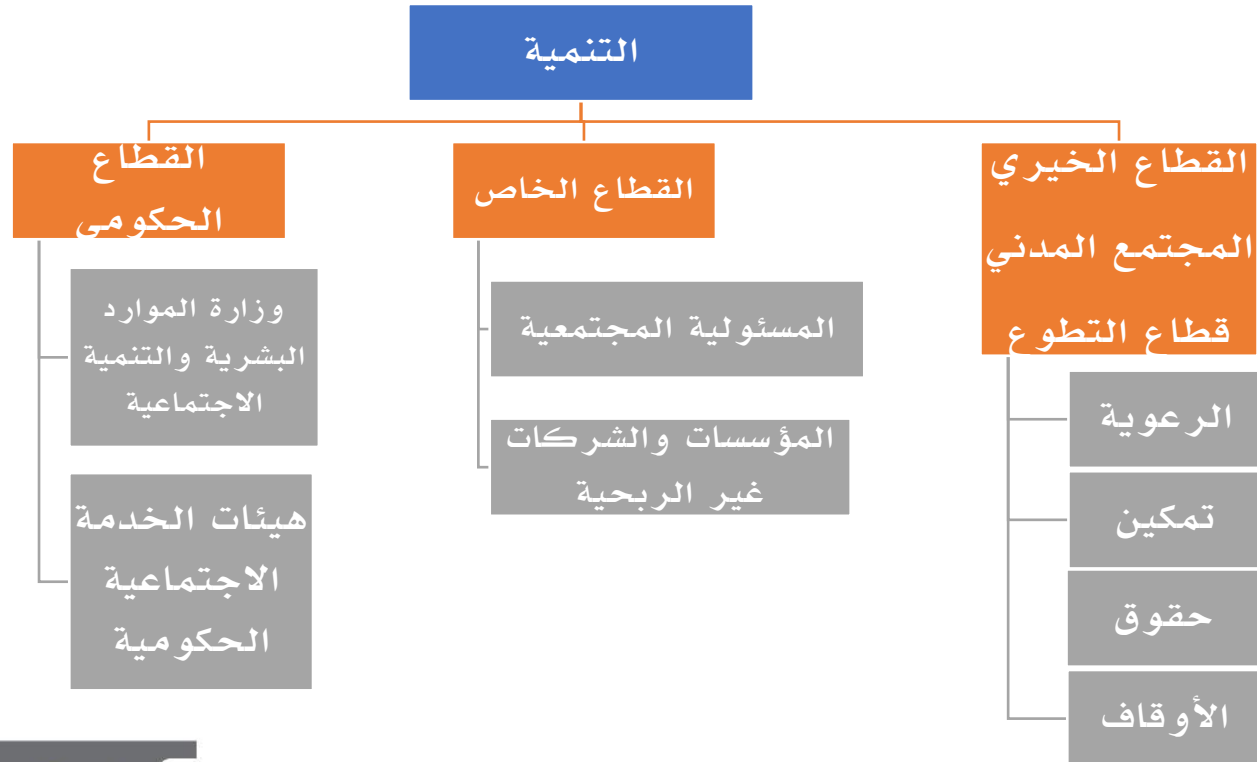 التنمية
القطاع الخيري
المجتمع المدني
قطاع التطوع
الرعوية
تمكين
حقوق
الأوقاف
القطاع الخاص
المسئولية المجتمعية
المؤسسات والشركات
غير الربحية
القطاع
الحكومي
وزارة الموارد
البشرية والتنمية
الاجتماعية
هيئات الخدمة
الاجتماعية
الحكومية